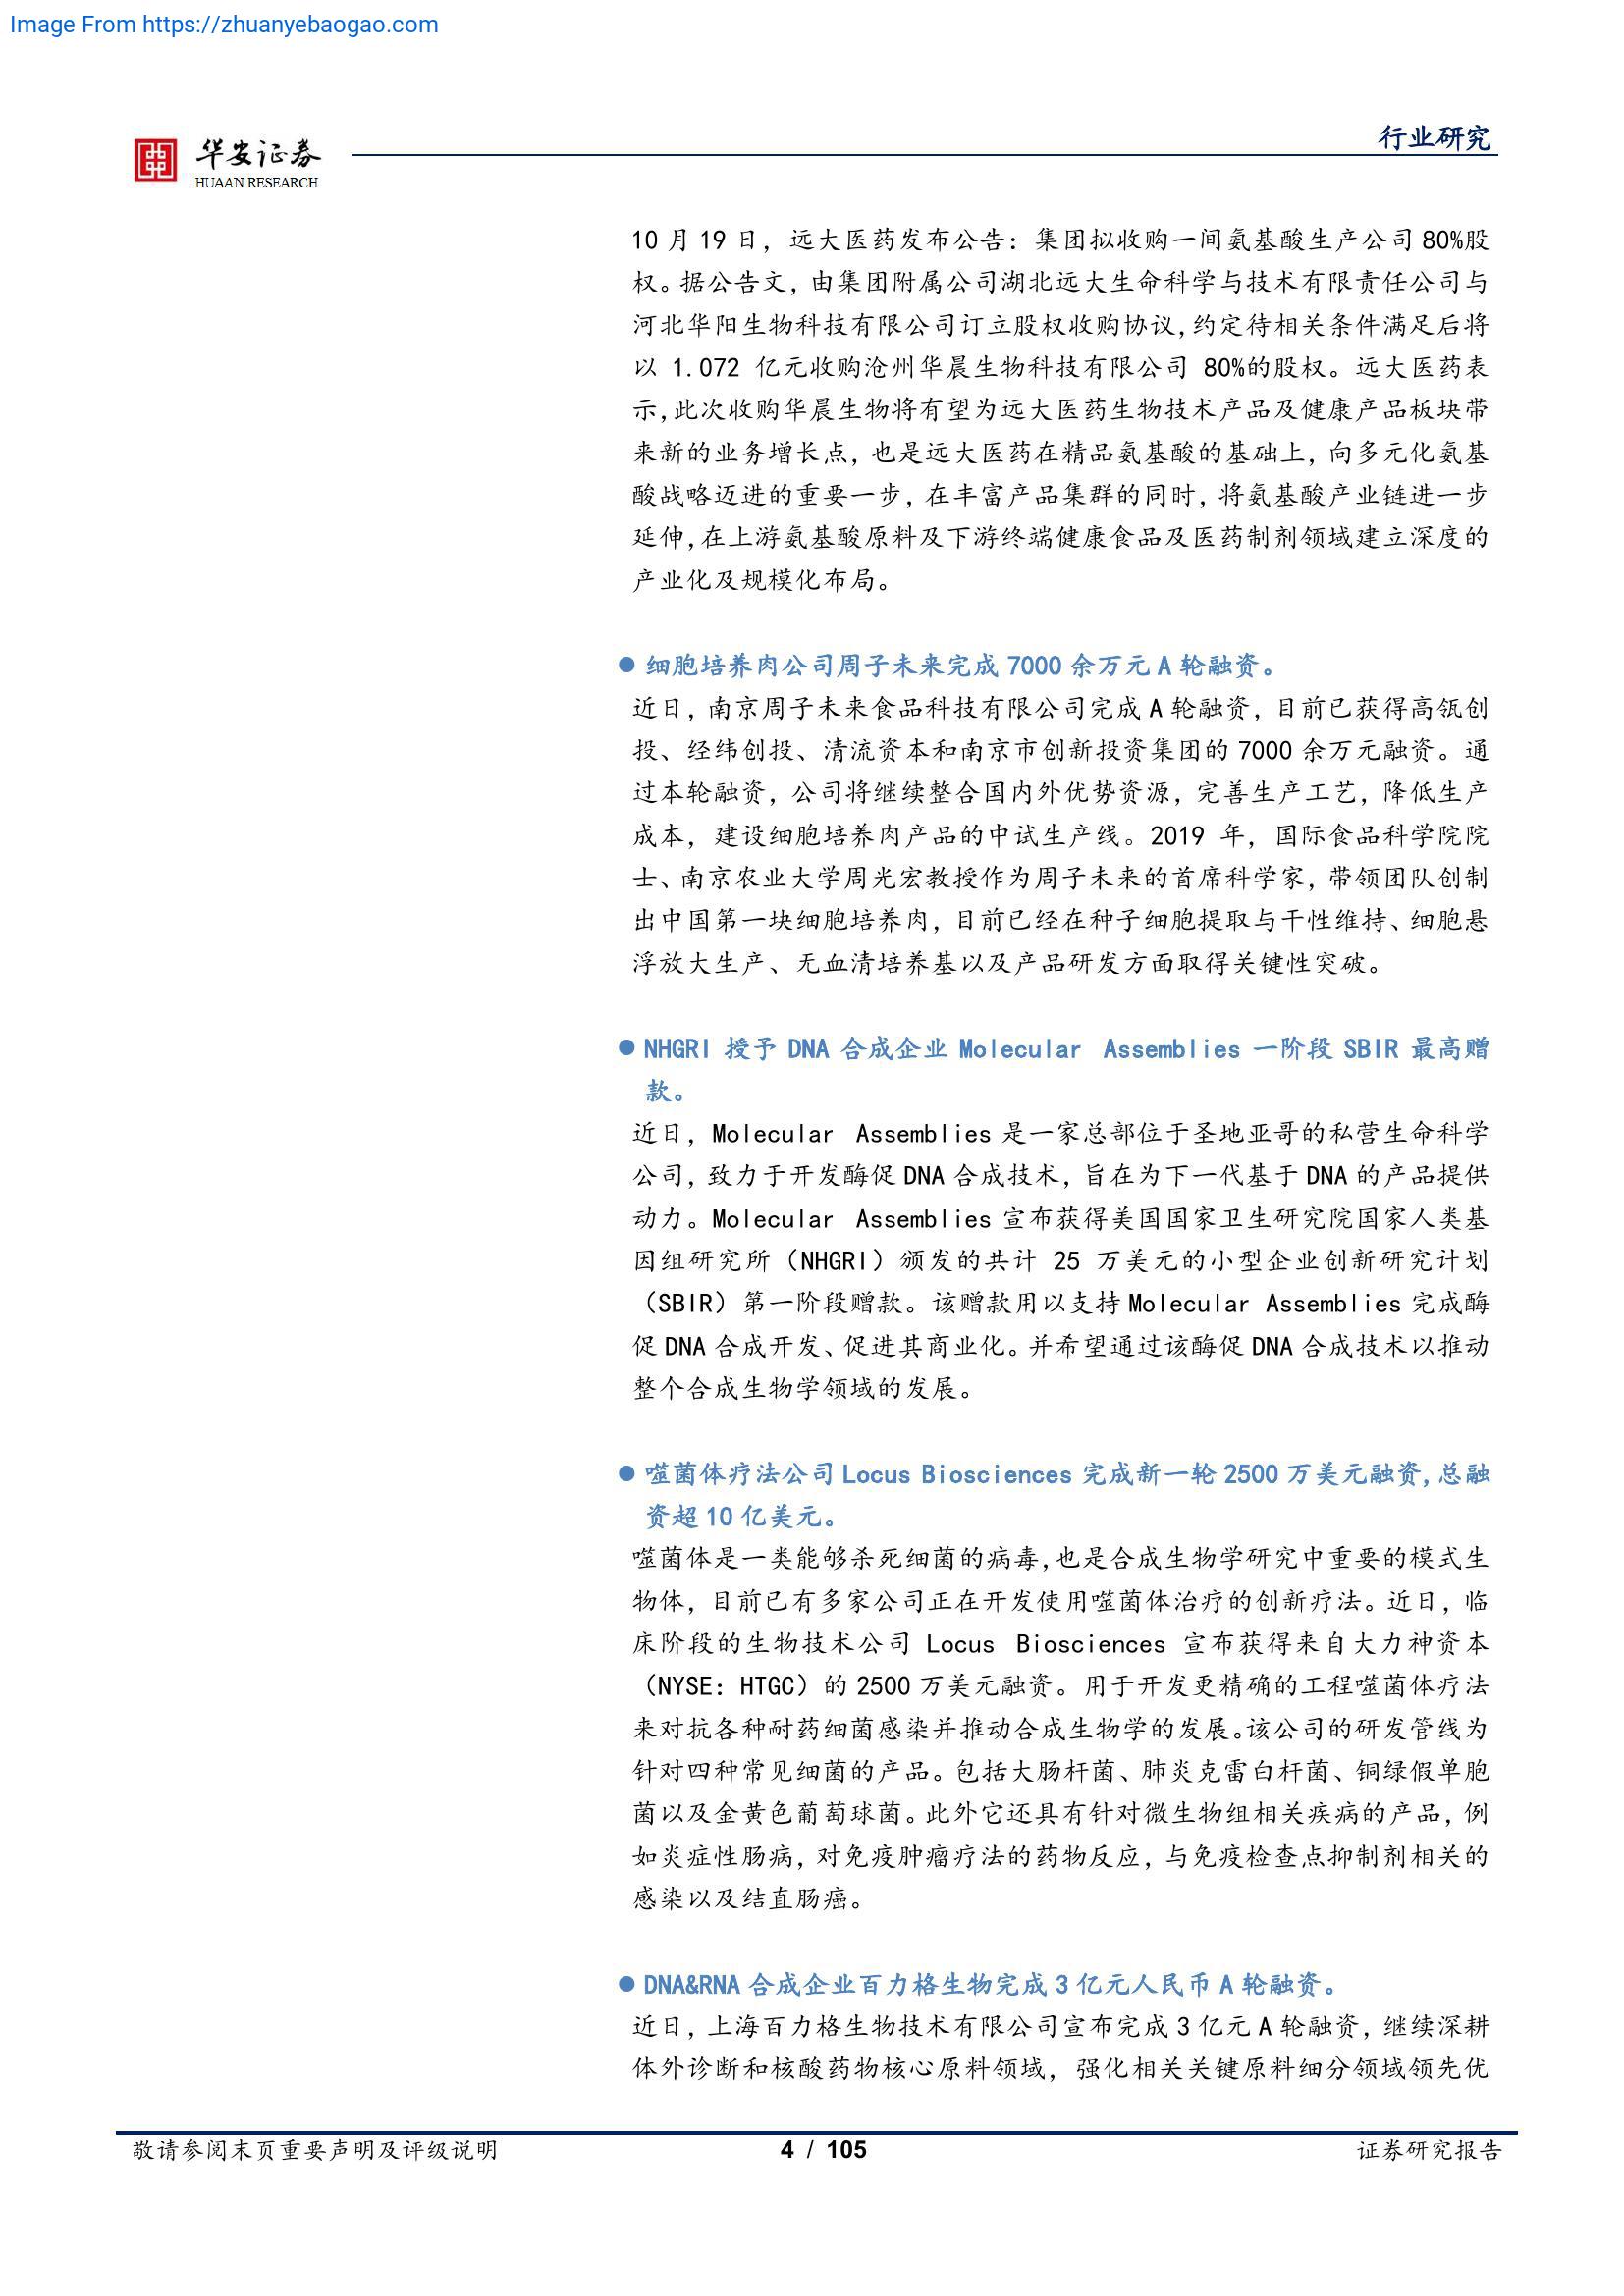 Image From https://zhuanyebaogao.com
华安证券
HUAAN RESEARCH
行业研究
10 月 19 日，远大医药发布公告：集团拟收购一间氨基酸生产公司 80%股
权。据公告文，由集团附属公司湖北远大生命科学与技术有限责任公司与
河北华阳生物科技有限公司订立股权收购协议,约定待相关条件满足后将
以 1.072 亿元收购沧州华晨生物科技有限公司 80%的股权。远大医药表
示,此次收购华晨生物将有望为远大医药生物技术产品及健康产品板块带
来新的业务增长点，也是远大医药在精品氨基酸的基础上，向多元化氨基
酸战略迈进的重要一步，在丰富产品集群的同时，将氨基酸产业链进一步
延伸,在上游氨基酸原料及下游终端健康食品及医药制剂领域建立深度的
产业化及规模化布局。
● 细胞培养肉公司周子未来完成 7000 余万元 A 轮融资。
近日，南京周子未来食品科技有限公司完成 A 轮融资，目前已获得高瓴创
投、经纬创投、清流资本和南京市创新投资集团的 7000 余万元融资。通
过本轮融资，公司将继续整合国内外优势资源，完善生产工艺，降低生产
成本，建设细胞培养肉产品的中试生产线。2019 年，国际食品科学院院
士、南京农业大学周光宏教授作为周子未来的首席科学家，带领团队创制
出中国第一块细胞培养肉，目前已经在种子细胞提取与干性维持、细胞悬
浮放大生产、无血清培养基以及产品研发方面取得关键性突破。
● NHGRI 授予 DNA 合成企业 Molecular Assemblies 一阶段 SBIR 最高赠
款。
近日，Molecular Assemblies 是一家总部位于圣地亚哥的私营生命科学
公司，致力于开发酶促 DNA 合成技术，旨在为下一代基于 DNA 的产品提供
动力。Molecular Assemblies 宣布获得美国国家卫生研究院国家人类基
因组研究所（NHGRI）颁发的共计 25 万美元的小型企业创新研究计划
（SBIR）第一阶段赠款。该赠款用以支持 Molecular Assemblies 完成酶
促 DNA 合成开发、促进其商业化。并希望通过该酶促 DNA 合成技术以推动
整个合成生物学领域的发展。
● 噬菌体疗法公司 Locus Biosciences 完成新一轮 2500 万美元融资,总融
资超 10 亿美元。
噬菌体是一类能够杀死细菌的病毒,也是合成生物学研究中重要的模式生
物体，目前已有多家公司正在开发使用噬菌体治疗的创新疗法。近日，临
床阶段的生物技术公司 Locus Biosciences 宣布获得来自大力神资本
（NYSE：HTGC）的 2500 万美元融资。用于开发更精确的工程噬菌体疗法
来对抗各种耐药细菌感染并推动合成生物学的发展。该公司的研发管线为
针对四种常见细菌的产品。包括大肠杆菌、肺炎克雷白杆菌、铜绿假单胞
菌以及金黄色葡萄球菌。此外它还具有针对微生物组相关疾病的产品，例
如炎症性肠病，对免疫肿瘤疗法的药物反应，与免疫检查点抑制剂相关的
感染以及结直肠癌。
● DNA&RNA 合成企业百力格生物完成 3 亿元人民币 A 轮融资。
近日，上海百力格生物技术有限公司宣布完成 3 亿元 A 轮融资，继续深耕
体外诊断和核酸药物核心原料领域，强化相关关键原料细分领域领先优
敬请参阅末页重要声明及评级说明
4 / 105
证券研究报告